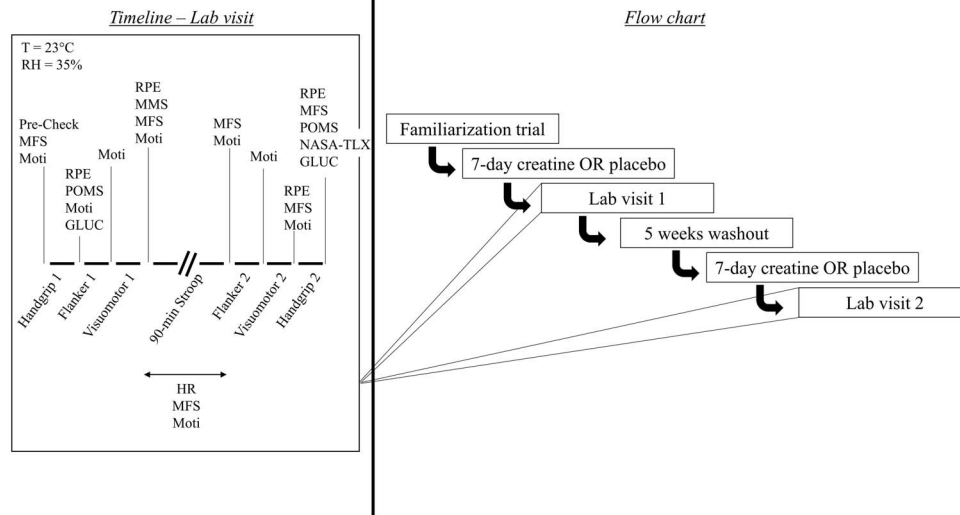 Timeline – Lab visit
T = 23°C
RH = 35%
Pre-Check
MFS
Moti
RPE
POMS
Moti
GLUC
Moti
RPE
MMS
MFS
Moti
MFS
Moti
Moti
RPE
MFS
Moti
RPE
MFS
POMS
NASA-TLX
GLUC
Handgrip 1
Flanker 1
Visuomotor 1
90-min Stroop
Flanker 2
Visuomotor 2
Handgrip 2
HR
MFS
Moti
Flow chart
Familiarization trial
7-day creatine OR placebo
Lab visit 1
5 weeks washout
7-day creatine OR placebo
Lab visit 2